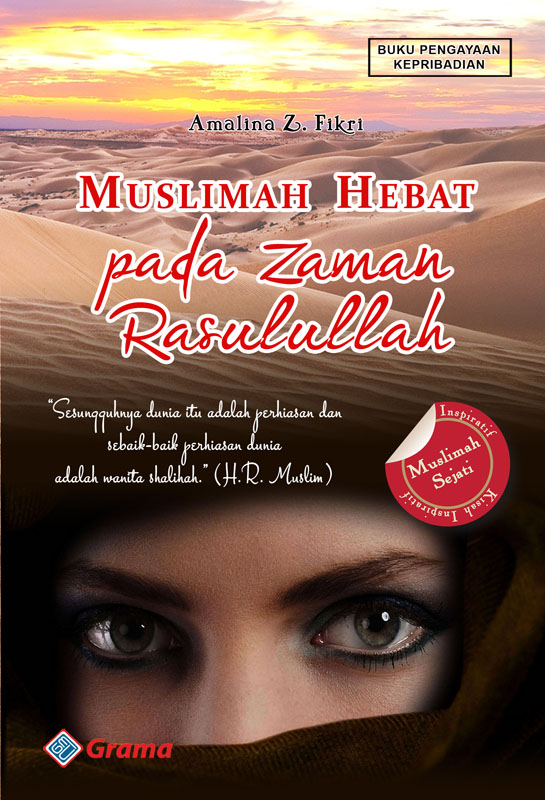 BUKU PENGAYAAN
KEPRIBADIAN
Amalina Z. Fikri
MUSLIMAH HEBAT
pada Zaman
Rasulullah
"Sesungguhnya dunia itu adalah perhiasan dan
sebaik-baik perhiasan dunia
adalah wanita shalihah." (H.R. Muslim)
Inspiratif
Muslimah
Sejati
Kisah Inspiratif
Grama